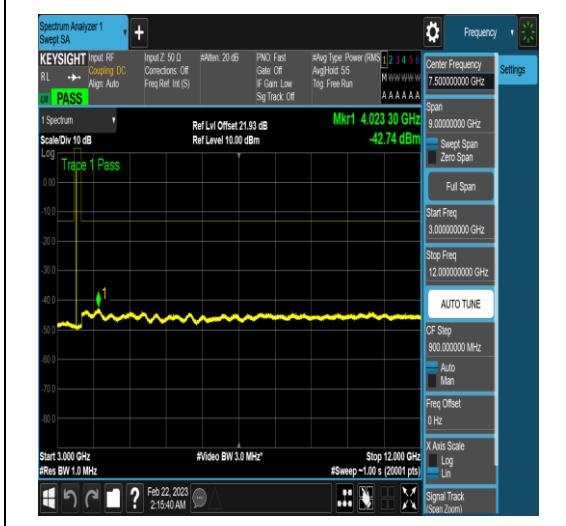 Spectrum Analyzer 1
Swept SA
Frequency
KEYSIGHT
RL
Input: RF
Coupling: DC
Align: Auto
Input Z: 50 Ω
Corrections: Off
Freq Ref: Int (S)
#Atten: 20 dB
PNO: Fast
Gate: Off
IF Gain: Low
Sig Track: Off
#Avg Type: Power (RMS
Avg|Hold: 5/5
Trig: Free Run
1 2 3 4 5 6
M W W W W W
A A A A A A
PASS
1 Spectrum
Scale/Div 10 dB
Ref Lvl Offset 21.93 dB
Ref Level 10.00 dBm
Mkr1 4.023 30 GHz
-42.74 dBm
Log
Trace 1 Pass
0.00
-10.0
-20.0
-30.0
-40.0
-50.0
-60.0
-70.0
-80.0
1
Start 3.000 GHz
#Res BW 1.0 MHz
#Video BW 3.0 MHz*
Stop 12.000 GHz
#Sweep ~1.00 s (20001 pts)
Feb 22, 2023
2:15:40 AM
?
Center Frequency
7.500000000 GHz
Settings
Span
9.00000000 GHz
Swept Span
Zero Span
Full Span
Start Freq
3.000000000 GHz
Stop Freq
12.000000000 GHz
AUTO TUNE
CF Step
900.000000 MHz
Auto
Man
Freq Offset
0 Hz
X Axis Scale
Log
Lin
Signal Track
(Span Zoom)